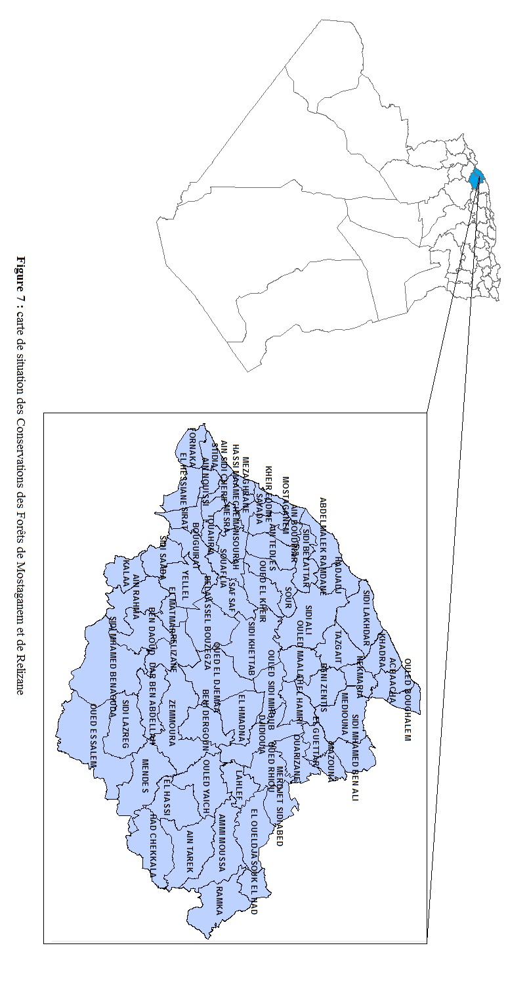 OULED BOUGHALEM
ACHAACHA
KHADRA
SIDI LAKHDAR
NEKMARIA
SIDI MHAMED BEN ALI
HADJADJ
TAZGAIT
MEDIOUNA
MAZOUNA
ABDELMALEK RAMDANE
BENI ZENTIS
EL GUETTAR
SIDI BELATTAR
SIDI ALI
OULED MAALAH
EL HAMRI
OUARIZANE
AIN BOUDINAR
MOSTAGANEM
SOUR
MERDJET SIDI ABED
KHEIR EDDINE
AIN TEDLES
OUED EL KHEIR
OULED SIDI MIHOUB
OUED RHIOU
SAYADA
DJIDIOUA
MEZAGHRANE
SIDI KHETTAB
EL OUELDJA
SOUK EL HAD
HASSI MAMECHE
MANSOURAH
SAFSAF
EL HMADNA
LAHLEF
AIN SIDI CHERIF
MESRA
SOUAFLIA
STIDIA
TOUAHRIA
OUED EL DJEMAA
AMMI MOUSSA
RAMKA
AIN NOUISSI
BELAASSEL BOUZEGZA
BENI DERGOUN
OULED YAICH
FORNAKA
BOUGUIRAT
EL HESSIANE
SIRAT
YELLEL
AIN TAREK
EL MATMAR
RELIZANE
ZEMMOURA
EL HASSI
SIDI SAADA
BEN DAOUD
DAR BEN ABDELLAH
HAD CHEKKALA
AIN RAHMA
MENDES
KALAA
SIDI LAZREG
SIDI MHAMED BENAOUDA
OUED ESSALEM
Figure 7 : carte de situation des Conservations des Forêts de Mostaganem et de Relizane